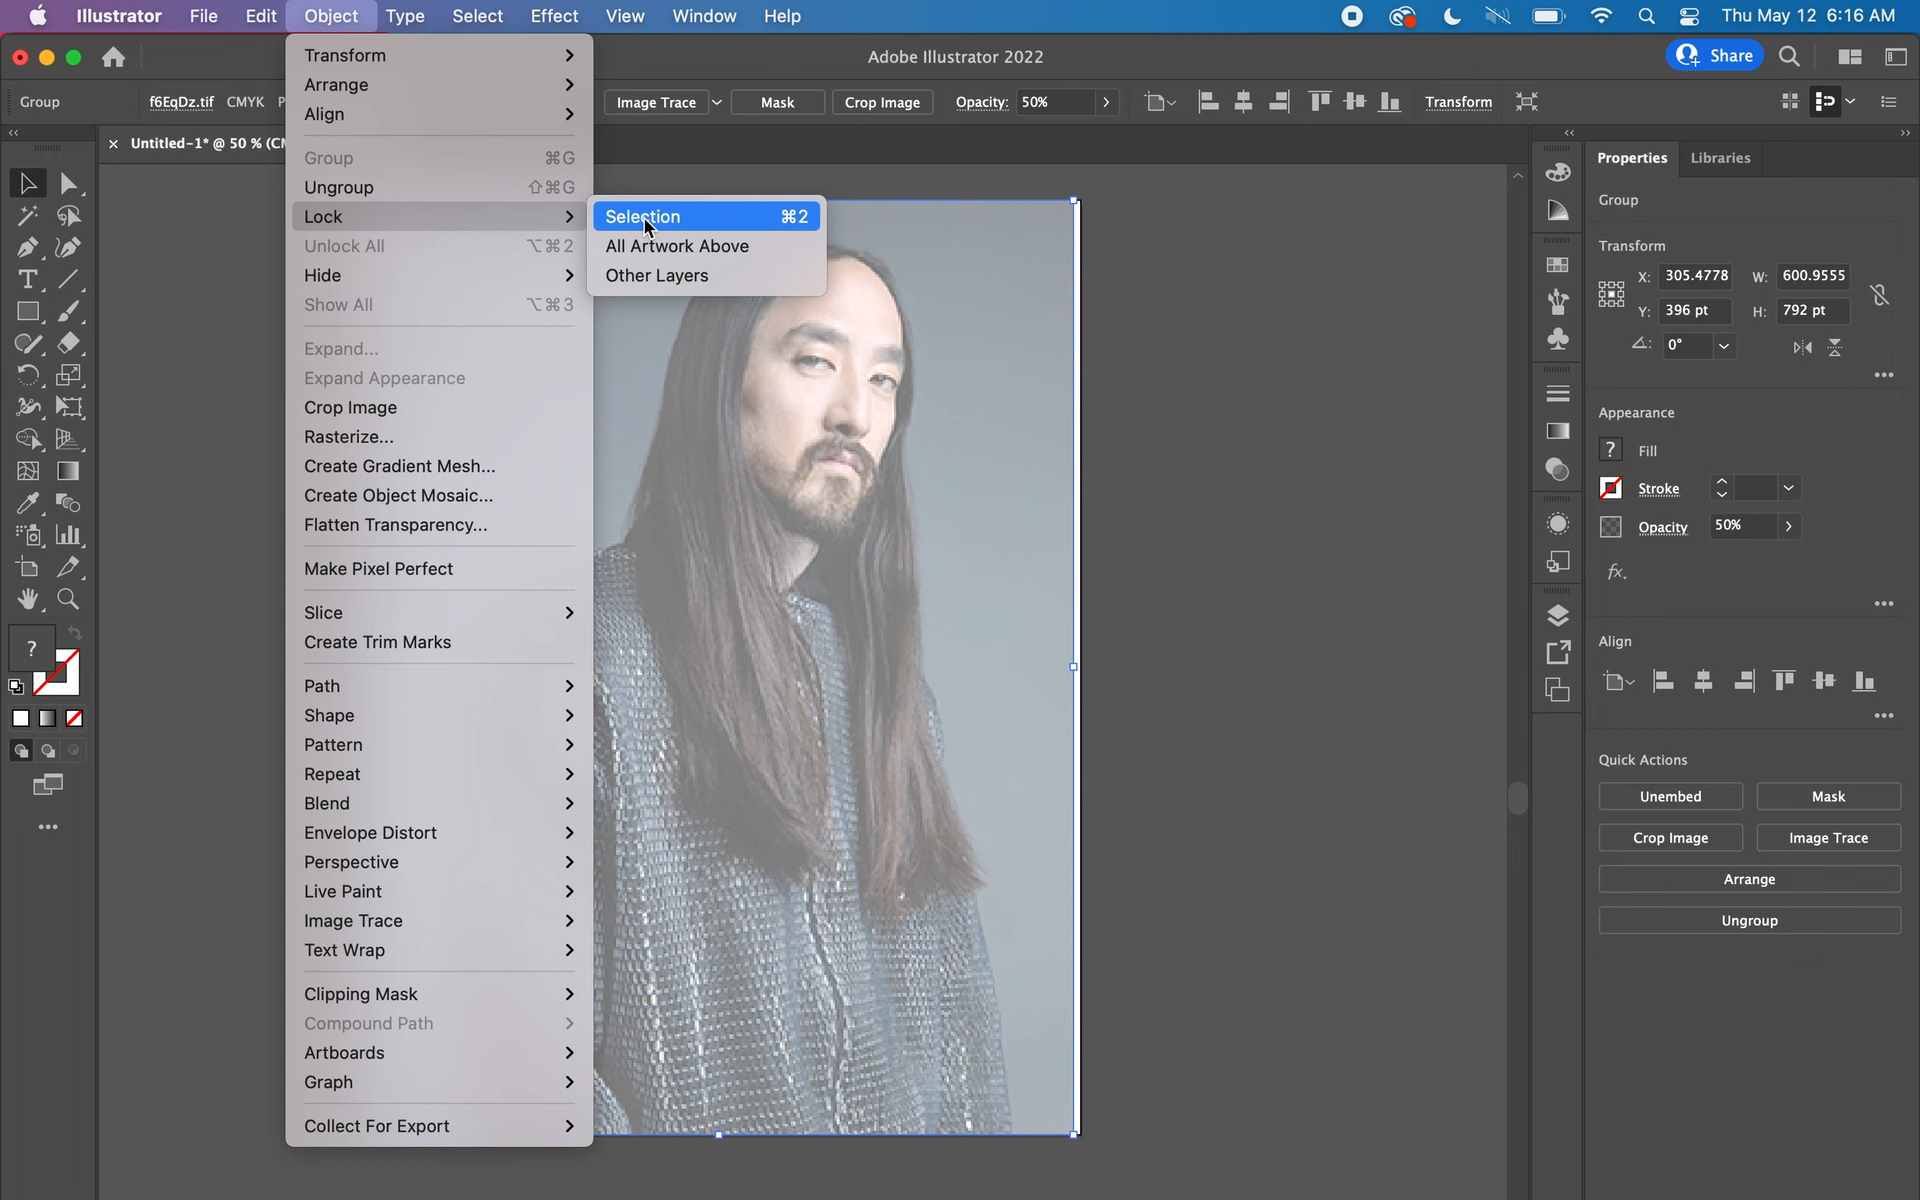 Illustrator File Edit Object Type Select Effect View Window Help Thu May 12 6:16 AM
Adobe Illustrator 2022
Share
Group f6EqDz.tif CMYK P Image Trace Mask Crop Image Opacity: 50% Transform
Untitled-1* @ 50 % (CM
Transform
Arrange
Align
Group ⌘G
Ungroup ⇧⌘G
Lock
Unlock All ⌥⌘2
Hide
Show All ⌥⌘3
Expand...
Expand Appearance
Crop Image
Rasterize...
Create Gradient Mesh...
Create Object Mosaic...
Flatten Transparency...
Make Pixel Perfect
Slice
Create Trim Marks
Path
Shape
Pattern
Repeat
Blend
Envelope Distort
Perspective
Live Paint
Image Trace
Text Wrap
Clipping Mask
Compound Path
Artboards
Graph
Collect For Export
Selection ⌘2
All Artwork Above
Other Layers
Properties Libraries
Group
Transform
X: 305.4778 W: 600.9555
Y: 396 pt H: 792 pt
0°
Appearance
? Fill
Stroke
Opacity 50%
fx.
Align
Quick Actions
Unembed Mask
Crop Image Image Trace
Arrange
Ungroup
?